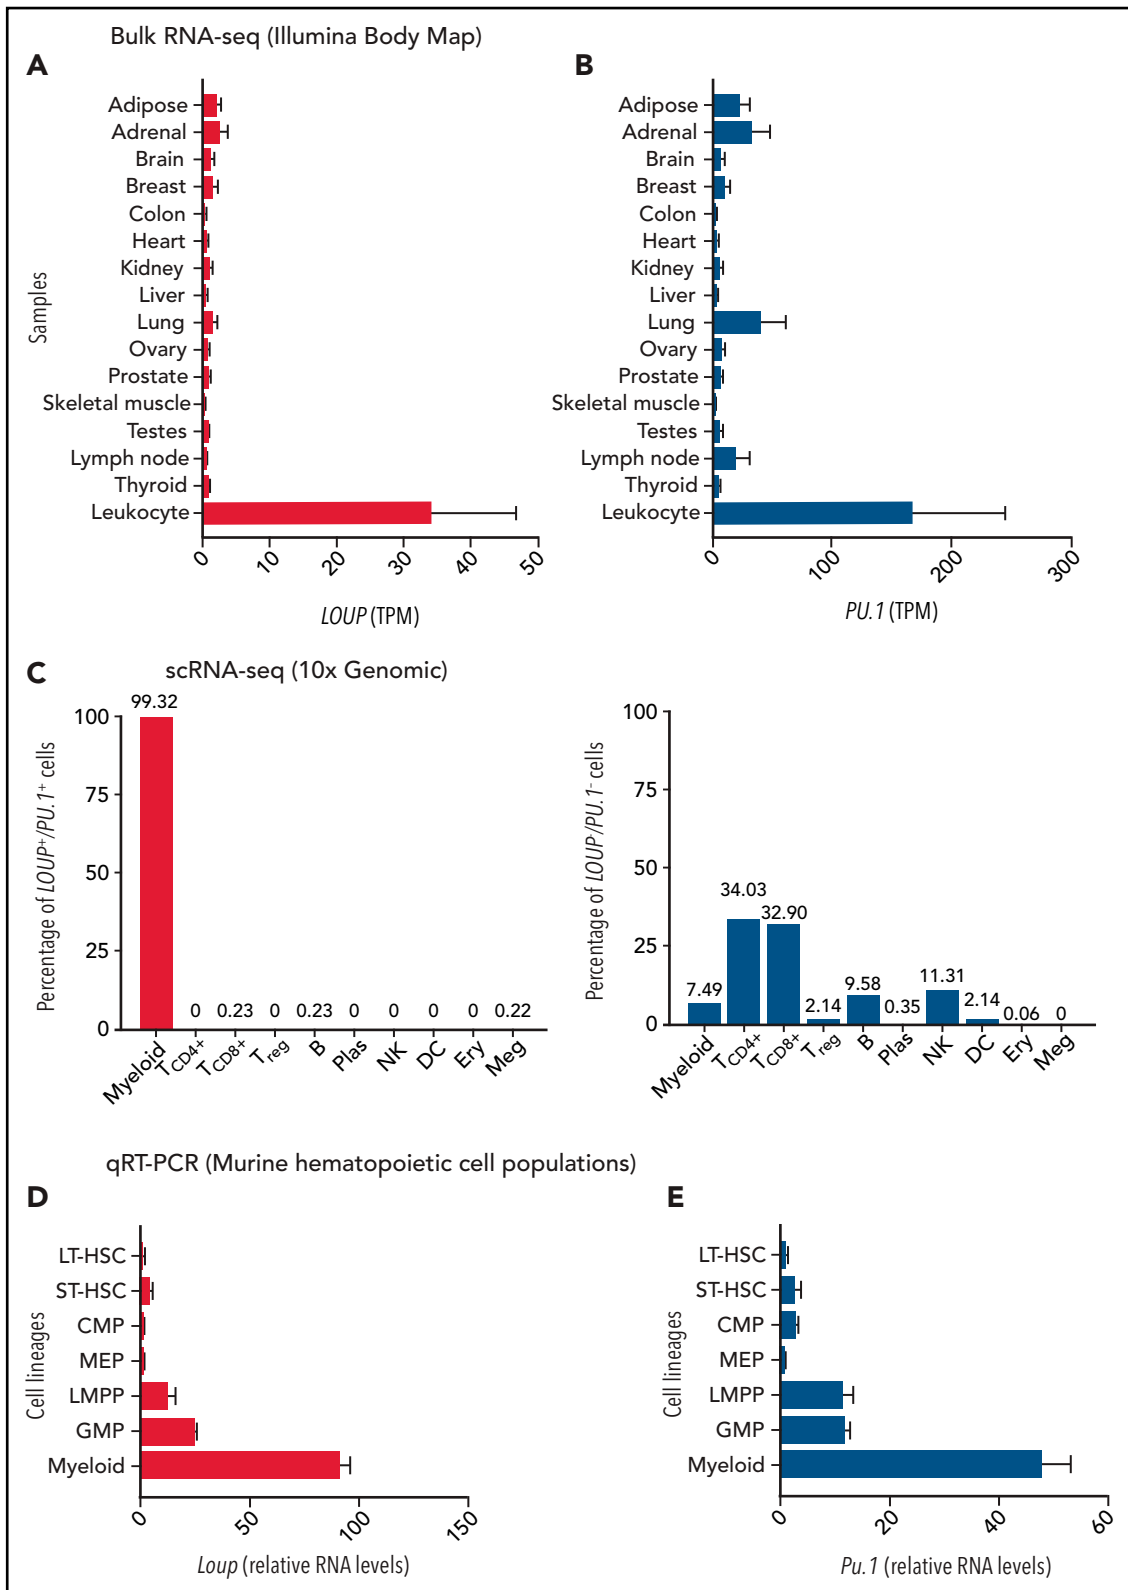 Bulk RNA-seq (Illumina Body Map)
A
Samples
Adipose
Adrenal
Brain
Breast
Colon
Heart
Kidney
Liver
Lung
Ovary
Prostate
Skeletal muscle
Testes
Lymph node
Thyroid
Leukocyte
0 10 20 30 40 50
LOUP (TPM)
B
Adipose
Adrenal
Brain
Breast
Colon
Heart
Kidney
Liver
Lung
Ovary
Prostate
Skeletal muscle
Testes
Lymph node
Thyroid
Leukocyte
0 100 200 300
PU.1 (TPM)
C
scRNA-seq (10x Genomic)
Percentage of LOUP⁺/PU.1⁺ cells
100
75
50
25
0
99.32 0 0.23 0 0.23 0 0 0 0 0.22
Myeloid TCD4+ TCD8+ Treg B Plas NK DC Ery Meg
Percentage of LOUP⁻/PU.1⁻ cells
100
75
50
25
0
7.49 34.03 32.90 2.14 9.58 0.35 11.31 2.14 0.06 0
Myeloid TCD4+ TCD8+ Treg B Plas NK DC Ery Meg
qRT-PCR (Murine hematopoietic cell populations)
D
Cell lineages
LT-HSC
ST-HSC
CMP
MEP
LMPP
GMP
Myeloid
0 50 100 150
Loup (relative RNA levels)
E
Cell lineages
LT-HSC
ST-HSC
CMP
MEP
LMPP
GMP
Myeloid
0 20 40 60
Pu.1 (relative RNA levels)